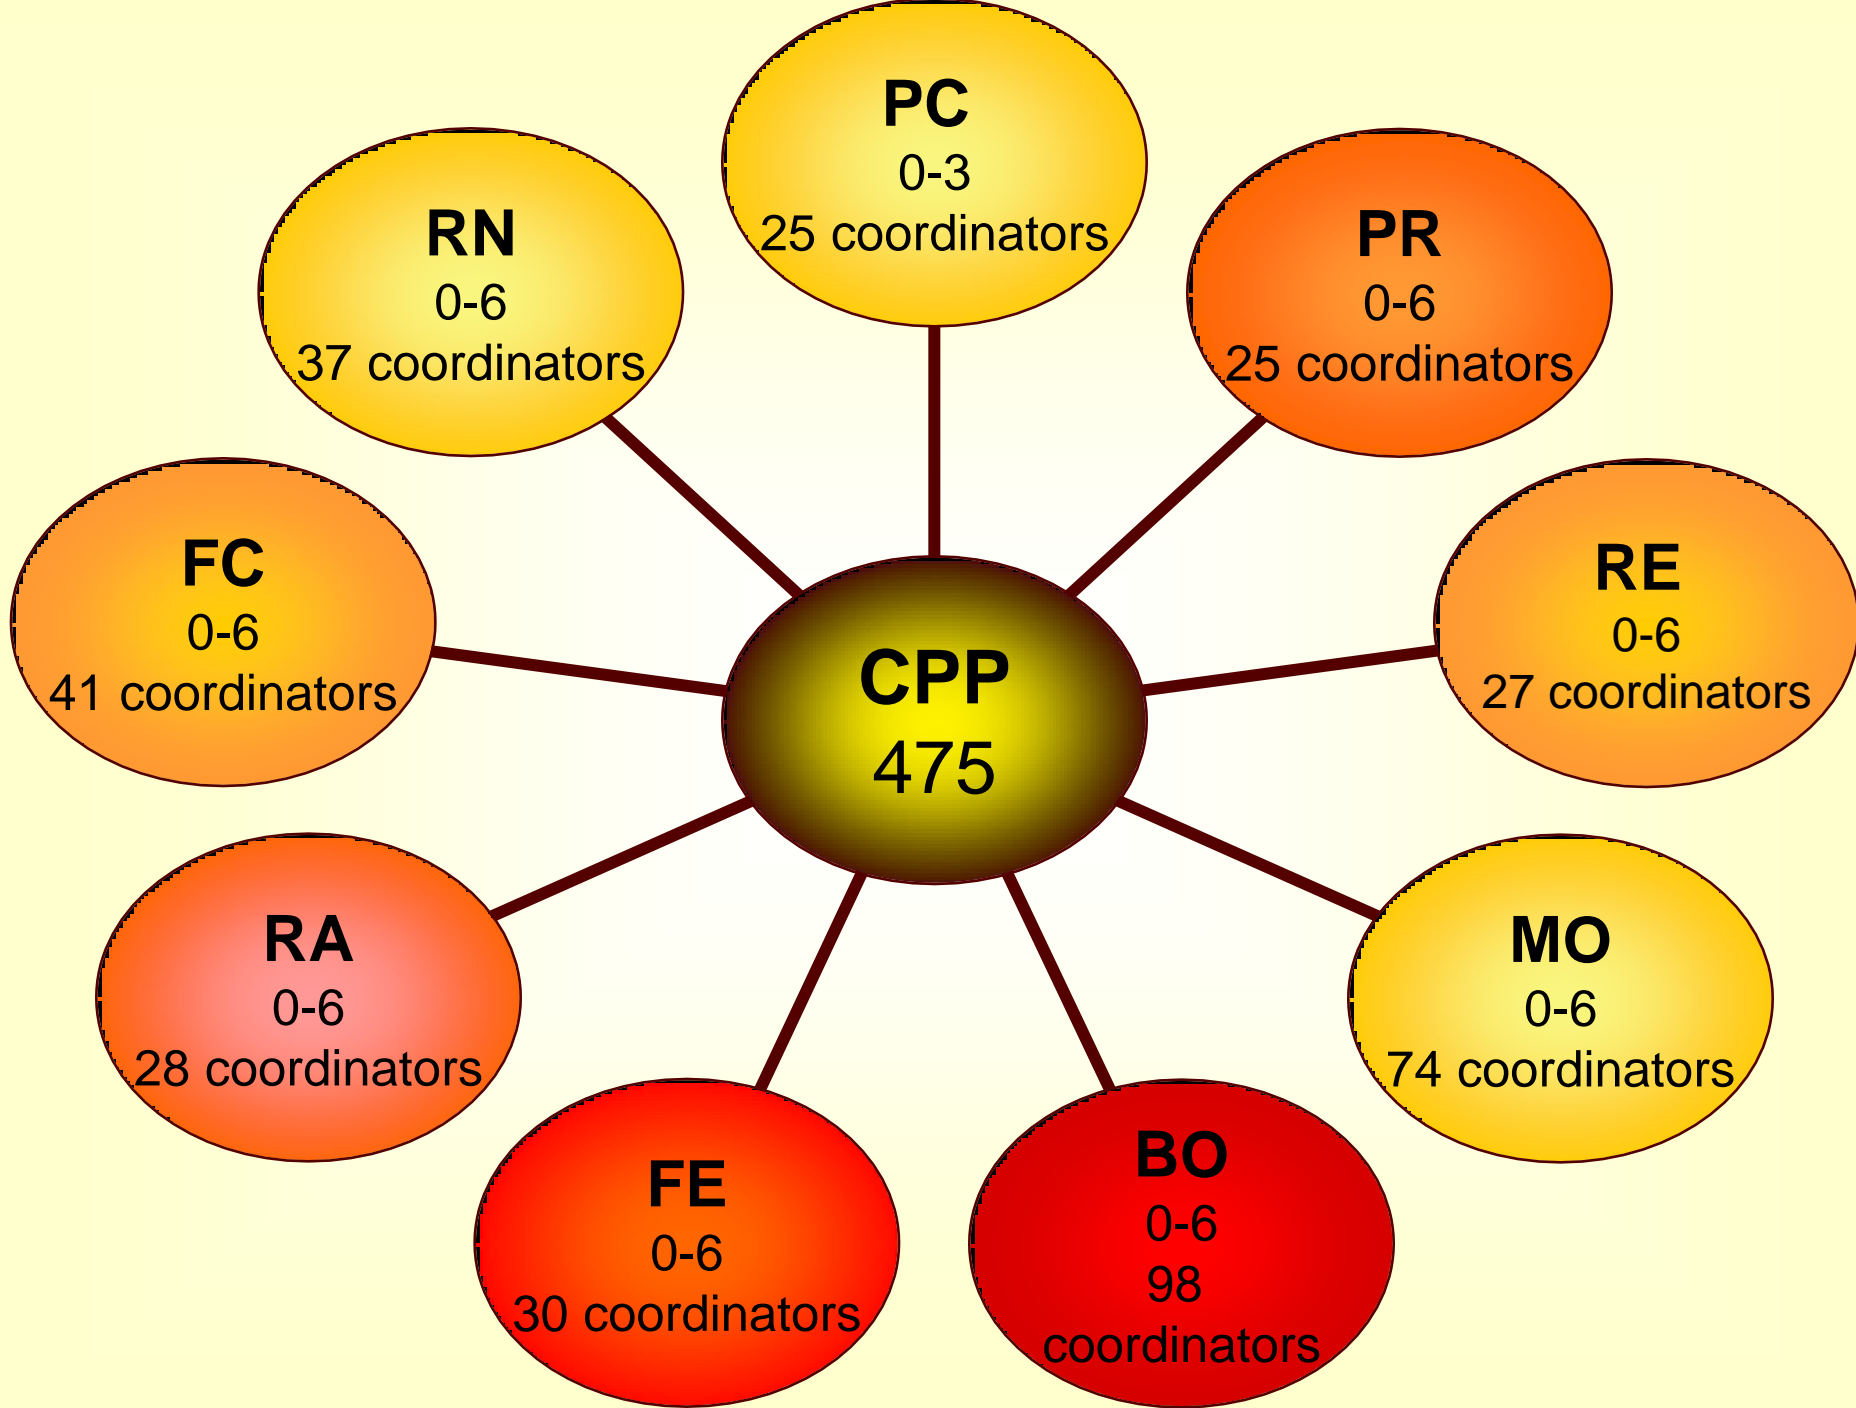 PC
0-3
25 coordinators
PR
0-6
25 coordinators
RE
0-6
27 coordinators
MO
0-6
74 coordinators
BO
0-6
98
coordinators
FE
0-6
30 coordinators
RA
0-6
28 coordinators
FC
0-6
41 coordinators
RN
0-6
37 coordinators
CPP
475